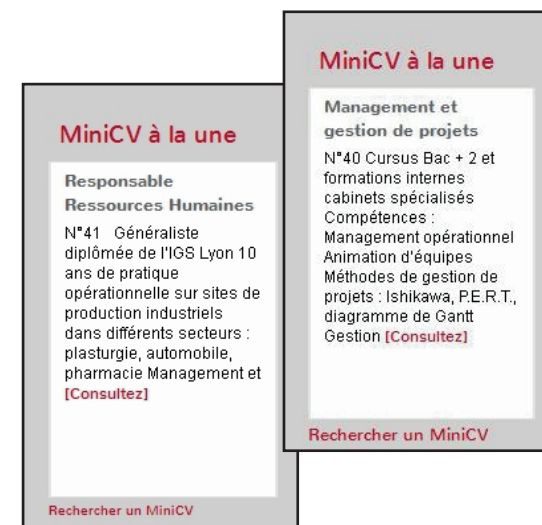 MiniCV à la une
Responsable
Ressources Humaines
N°41 Généraliste
diplômée de l'IGS Lyon 10
ans de pratique
opérationnelle sur sites de
production industriels
dans différents secteurs :
plasturgie, automobile,
pharmacie Management et
[Consultez]
Rechercher un MiniCV
MiniCV à la une
Management et
gestion de projets
N°40 Cursus Bac + 2 et
formations internes
cabinets spécialisés
Compétences :
Management opérationnel
Animation d'équipes
Méthodes de gestion de
projets : Ishikawa, P.E.R.T.,
diagramme de Gantt
Gestion [Consultez]
Rechercher un MiniCV